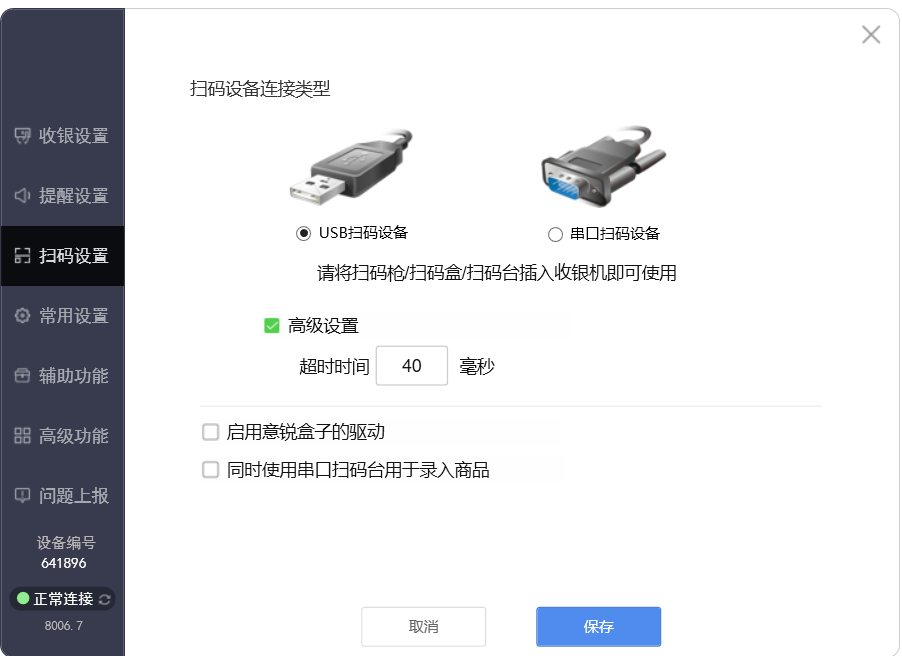 收银设置
提醒设置
扫码设置
常用设置
辅助功能
高级功能
问题上报
设备编号
641896
正常连接
8006.7
扫码设备连接类型
USB扫码设备
串口扫码设备
请将扫码枪/扫码盒/扫码台插入收银机即可使用
高级设置
超时时间 40 毫秒
启用意锐盒子的驱动
同时使用串口扫码台用于录入商品
取消
保存